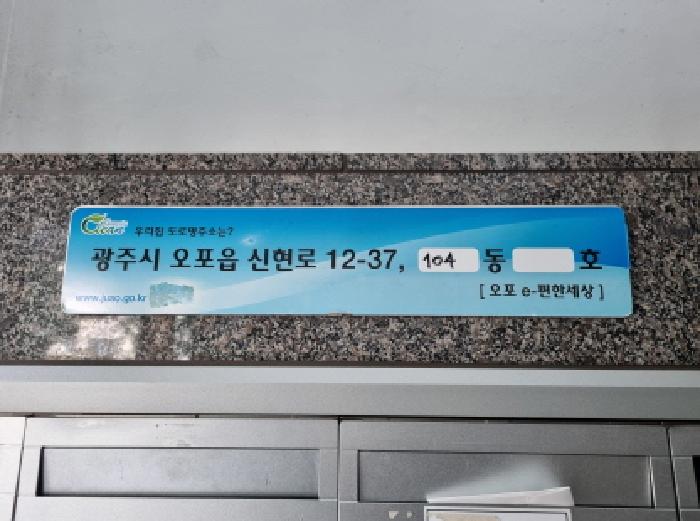 Clean
우리집 도로명주소는?
광주시 오포읍 신현로 12-37, 104 동 호
www.juso.go.kr
[ 오포 e-편한세상 ]